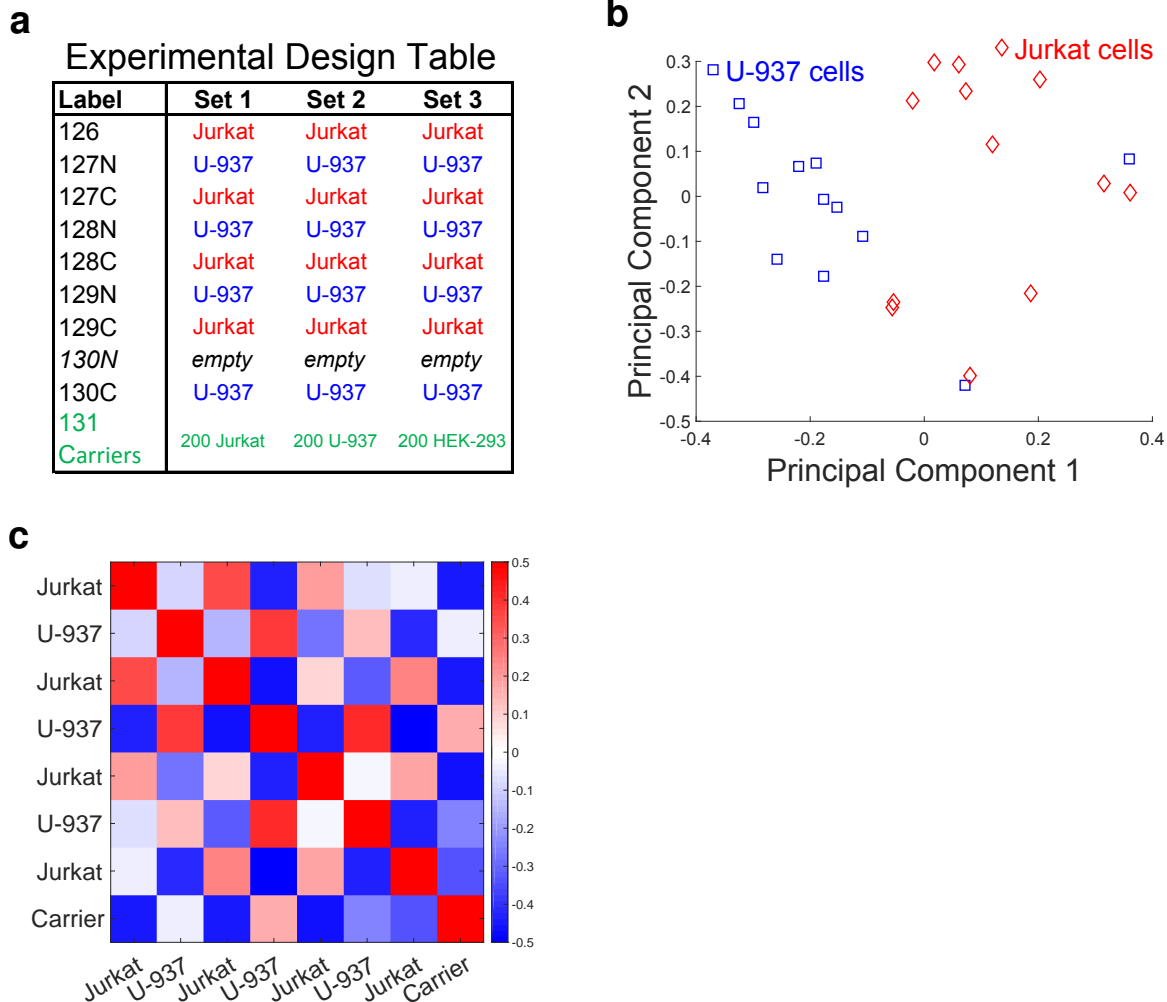 a
Experimental Design Table
Label Set 1 Set 2 Set 3
126 Jurkat Jurkat Jurkat
127N U-937 U-937 U-937
127C Jurkat Jurkat Jurkat
128N U-937 U-937 U-937
128C Jurkat Jurkat Jurkat
129N U-937 U-937 U-937
129C Jurkat Jurkat Jurkat
130N empty empty empty
130C U-937 U-937 U-937
131
Carriers 200 Jurkat 200 U-937 200 HEK-293
b
U-937 cells
Jurkat cells
Principal Component 2
0.3
0.2
0.1
0
-0.1
-0.2
-0.3
-0.4
-0.5
-0.4 -0.2 0 0.2 0.4
Principal Component 1
c
Jurkat
U-937
Jurkat
U-937
Jurkat
U-937
Jurkat
Carrier
Jurkat U-937 Jurkat U-937 Jurkat U-937 Jurkat Carrier
0.5
0.4
0.3
0.2
0.1
0
-0.1
-0.2
-0.3
-0.4
-0.5